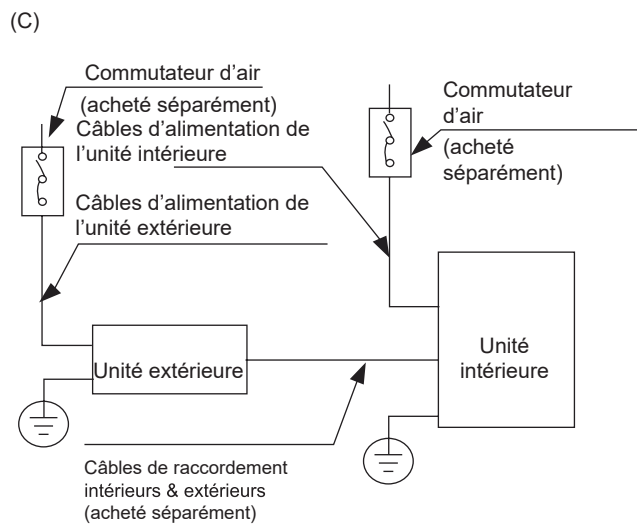 (C)
Commutateur d'air
(acheté séparément)
Câbles d'alimentation de
l'unité intérieure
Câbles d'alimentation de
l'unité extérieure
Commutateur
d'air
(acheté
séparément)
Unité extérieure
Unité
intérieure
Câbles de raccordement
intérieurs & extérieurs
(acheté séparément)